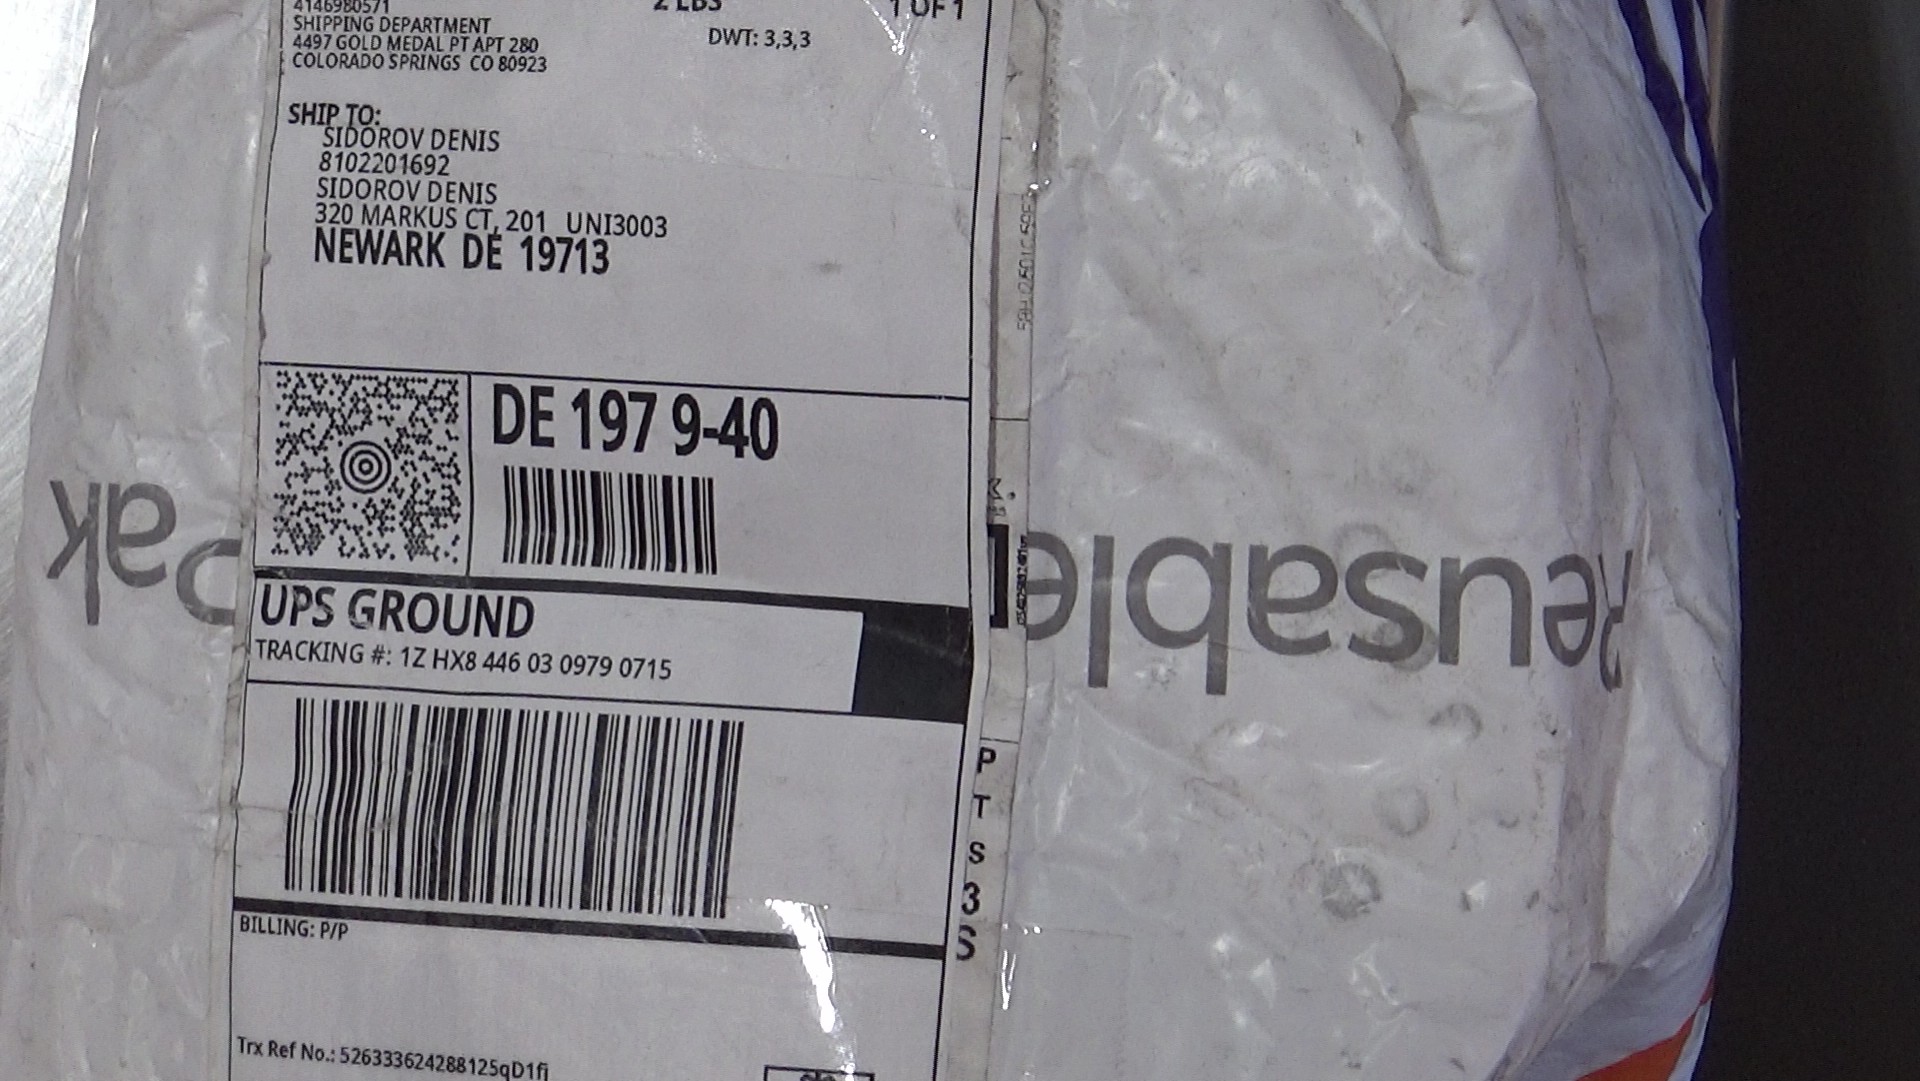 4146980571
SHIPPING DEPARTMENT
4497 GOLD MEDAL PT APT 280
COLORADO SPRINGS CO 80923
2 LBS
1 OF 1
DWT: 3,3,3
SHIP TO:
SIDOROV DENIS
8102201692
SIDOROV DENIS
320 MARKUS CT, 201 UNI3003
NEWARK DE 19713
DE 197 9-40
UPS GROUND
TRACKING #: 1Z HX8 446 03 0979 0715
BILLING: P/P
Trx Ref No.: 526333624288125qD1fj
P
T
S
3
S
Reusable
Pak